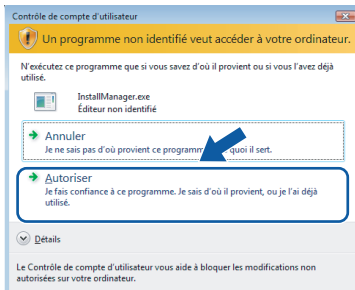 Contrôle de compte d'utilisateur
Un programme non identifié veut accéder à votre ordinateur.
N'exécutez ce programme que si vous savez d'où il provient ou si vous l'avez déjà
utilisé.
InstallManager.exe
Éditeur non identifié
Annuler
Je ne sais pas d'où provient ce programme quoi il sert.
Autoriser
Je fais confiance à ce programme. Je sais d'où il provient, ou je l'ai déjà
utilisé.
Détails
Le Contrôle de compte d'utilisateur vous aide à bloquer les modifications non
autorisées sur votre ordinateur.